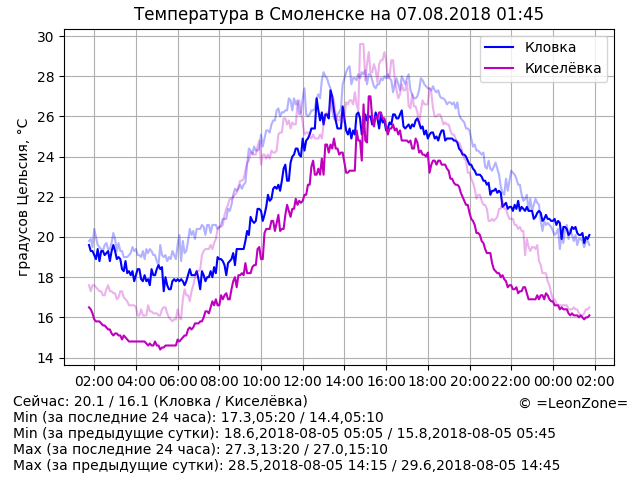 Температура в Смоленске на 07.08.2018 01:45
30
28
26
24
22
20
18
16
14
градусов Цельсия, °C
Кловка
Киселёвка
02:00 04:00 06:00 08:00 10:00 12:00 14:00 16:00 18:00 20:00 22:00 00:00 02:00
Сейчас: 20.1 / 16.1 (Кловка / Киселёвка)
© =LeonZone=
Min (за последние 24 часа): 17.3,05:20 / 14.4,05:10
Min (за предыдущие сутки): 18.6,2018-08-05 05:05 / 15.8,2018-08-05 05:45
Max (за последние 24 часа): 27.3,13:20 / 27.0,15:10
Max (за предыдущие сутки): 28.5,2018-08-05 14:15 / 29.6,2018-08-05 14:45